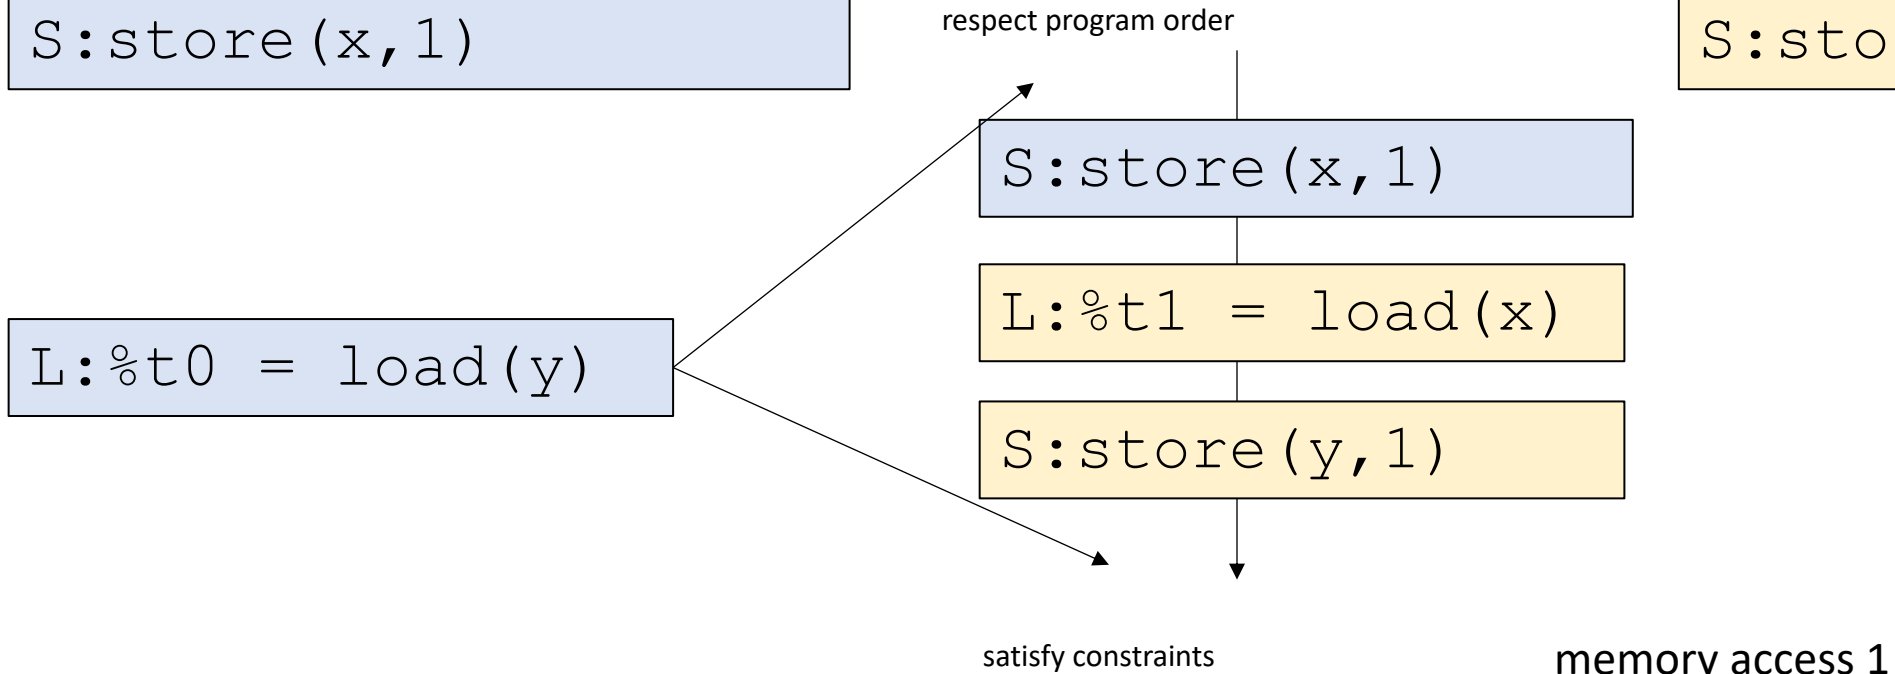 S:store(x,1)
respect program order
S:sto
S:store(x,1)
L:%t1 = load(x)
L:%t0 = load(y)
S:store(y,1)
satisfy constraints
memory access 1